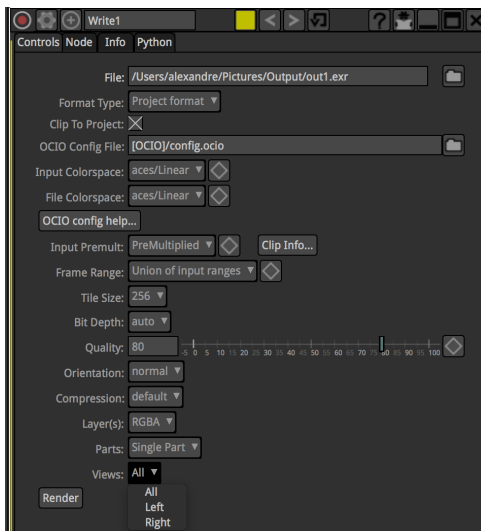 Write1
Controls Node Info Python
File: /Users/alexandre/Pictures/Output/out1.exr
Format Type: Project format
Clip To Project:
OCIO Config File: [OCIO]/config.ocio
Input Colorspace: aces/Linear
File Colorspace: aces/Linear
OCIO config help...
Input Premult: PreMultiplied Clip Info...
Frame Range: Union of input ranges
Tile Size: 256
Bit Depth: auto
Quality: 80 -5 0 5 10 15 20 25 30 35 40 45 50 55 60 65 70 75 80 85 90 95 100
Orientation: normal
Compression: default
Layer(s): RGBA
Parts: Single Part
Views: All
All
Render Left
Right